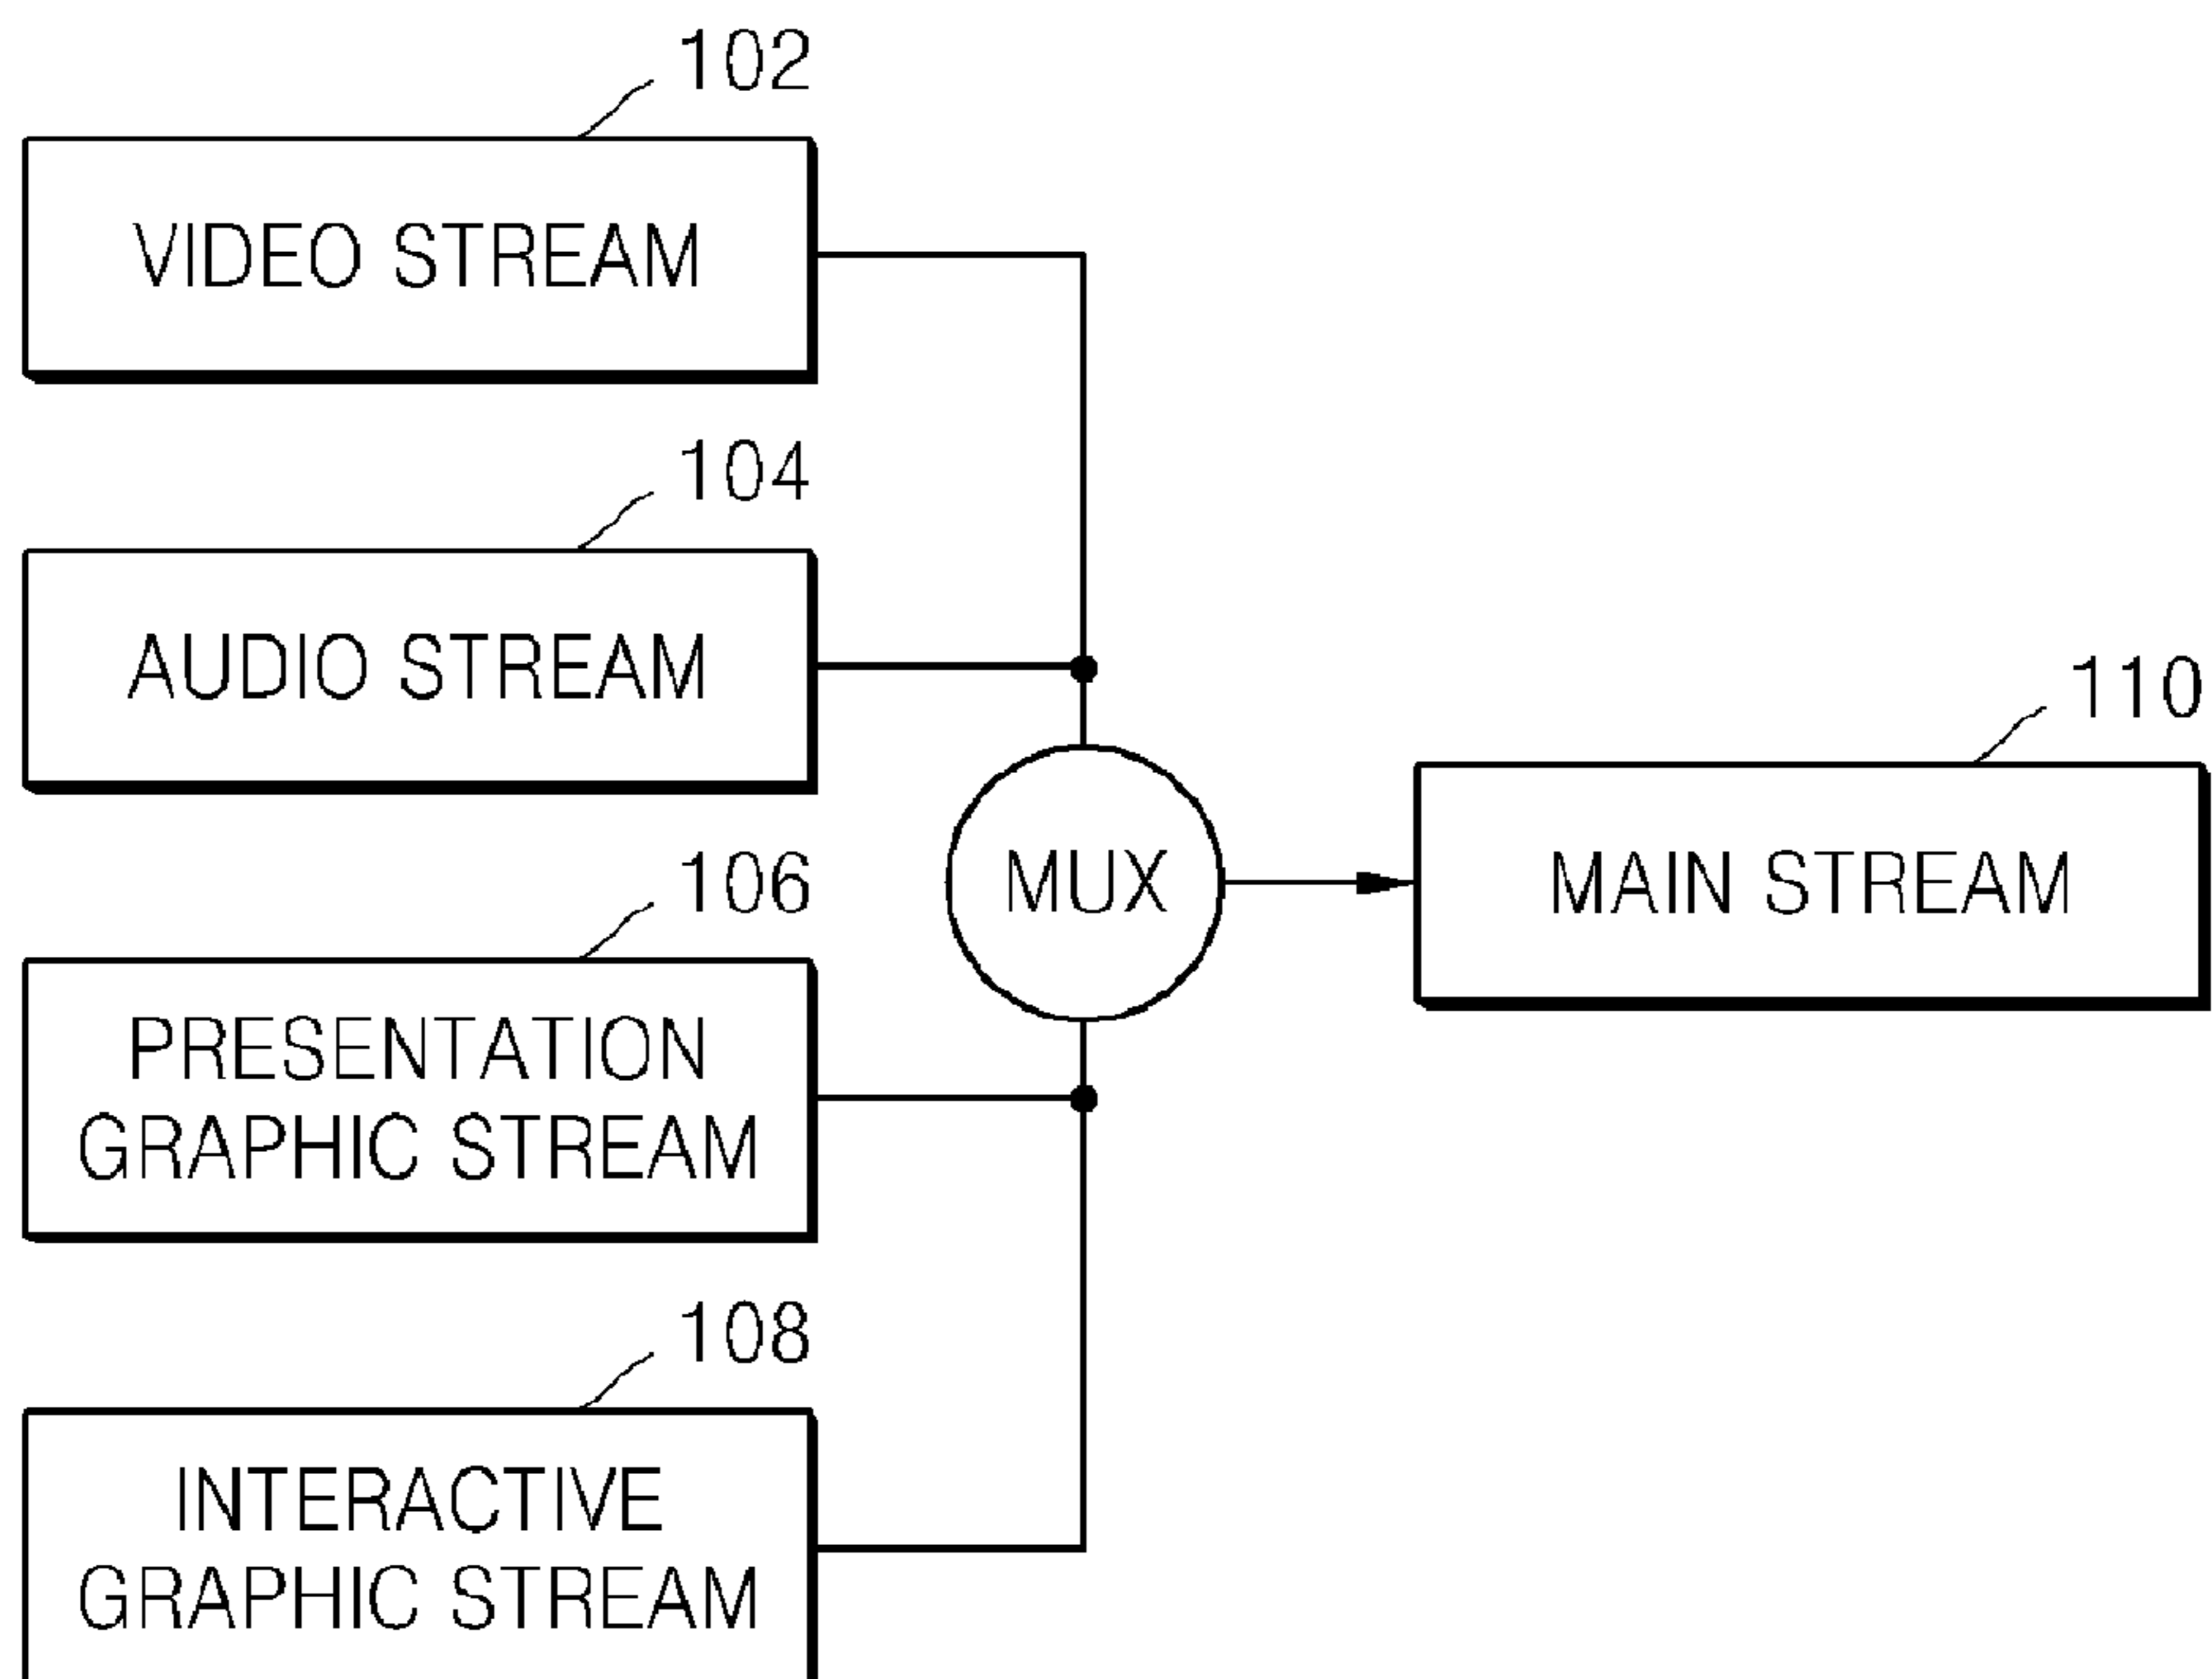 102
VIDEO STREAM
104
AUDIO STREAM
110
106
MUX
MAIN STREAM
PRESENTATION
GRAPHIC STREAM
108
INTERACTIVE
GRAPHIC STREAM